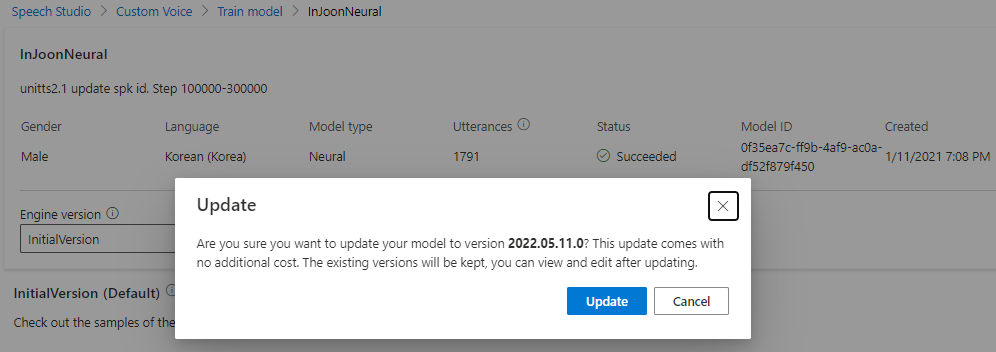 Speech Studio > Custom Voice > Train model > InJoonNeural
InJoonNeural
unitts2.1 update spk id. Step 100000-300000
Gender Language Model type Utterances Status Model ID Created
Male Korean (Korea) Neural 1791 Succeeded 0f35ea7c-ff9b-4af9-ac0a- 1/11/2021 7:08 PM
df52f879f450
Engine version
InitialVersion
Update
Are you sure you want to update your model to version 2022.05.11.0? This update comes with
no additional cost. The existing versions will be kept, you can view and edit after updating.
Update Cancel
InitialVersion (Default)
Check out the samples of the